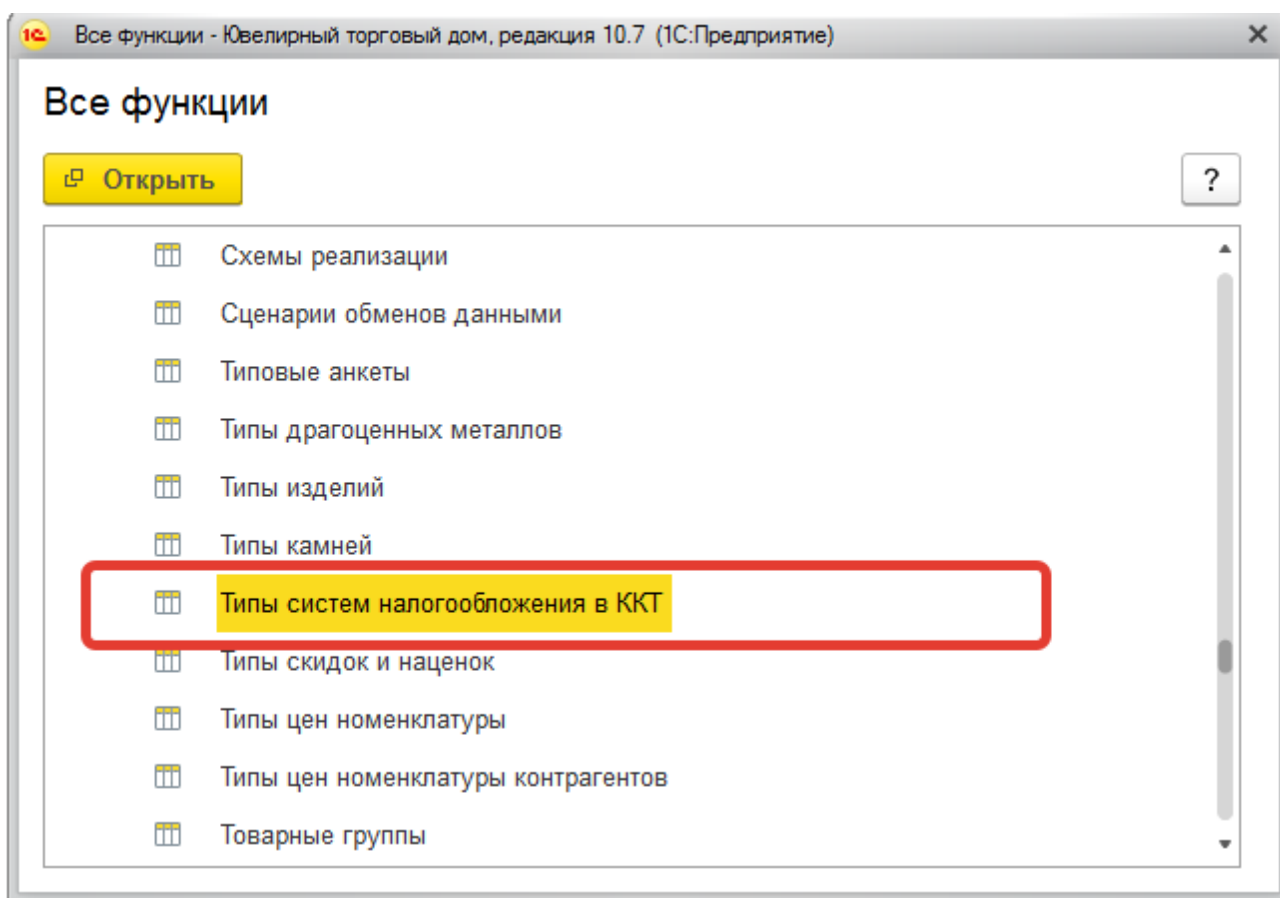 1С Все функции - Ювелирный торговый дом, редакция 10.7 (1С:Предприятие)
Все функции
Открыть
?
Схемы реализации
Сценарии обменов данными
Типовые анкеты
Типы драгоценных металлов
Типы изделий
Типы камней
Типы систем налогообложения в ККТ
Типы скидок и наценок
Типы цен номенклатуры
Типы цен номенклатуры контрагентов
Товарные группы